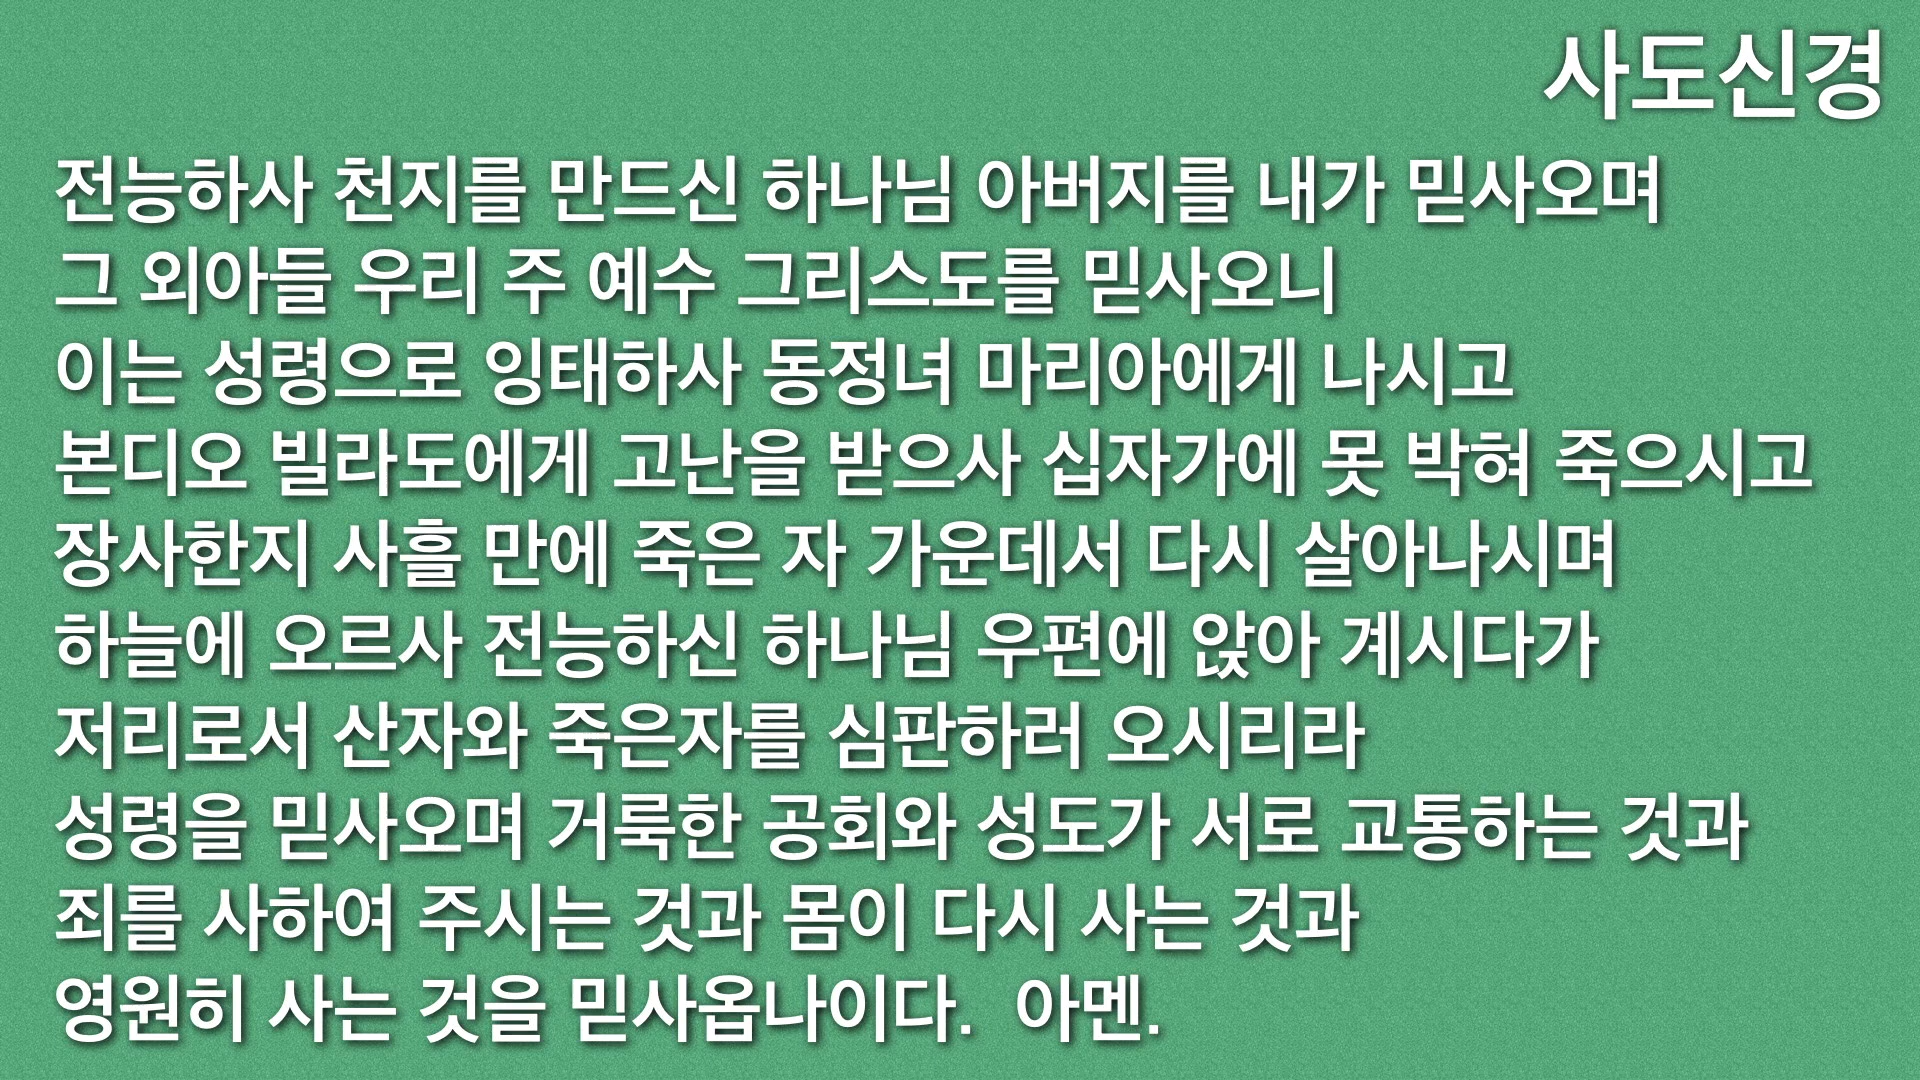 사도신경
전능하사 천지를 만드신 하나님 아버지를 내가 믿사오며
그 외아들 우리 주 예수 그리스도를 믿사오니
이는 성령으로 잉태하사 동정녀 마리아에게 나시고
본디오 빌라도에게 고난을 받으사 십자가에 못 박혀 죽으시고
장사한지 사흘 만에 죽은 자 가운데서 다시 살아나시며
하늘에 오르사 전능하신 하나님 우편에 앉아 계시다가
저리로서 산자와 죽은자를 심판하러 오시리라
성령을 믿사오며 거룩한 공회와 성도가 서로 교통하는 것과
죄를 사하여 주시는 것과 몸이 다시 사는 것과
영원히 사는 것을 믿사옵나이다.  아멘.